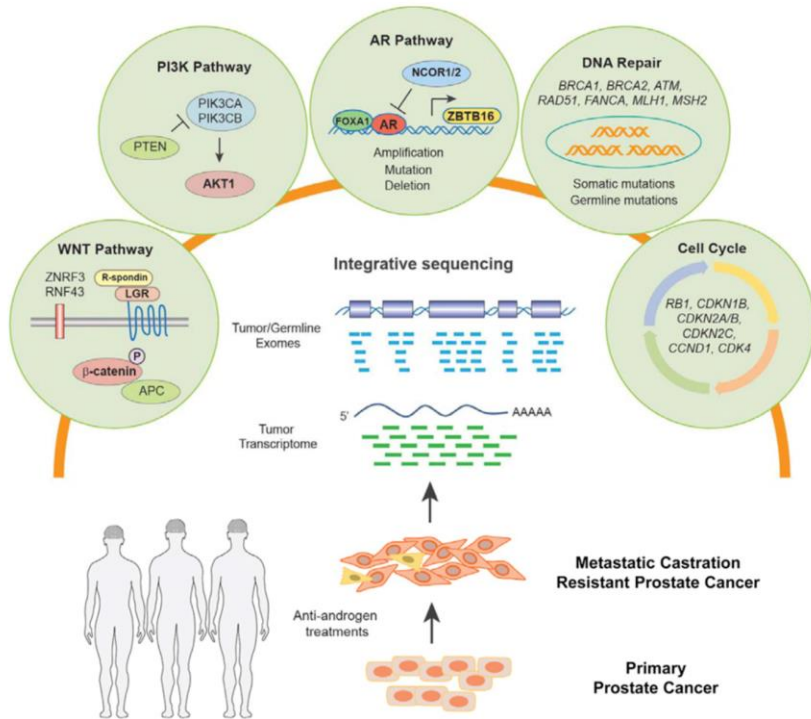 PI3K Pathway
PIK3CA
PIK3CB
PTEN
AKT1
AR Pathway
NCOR1/2
FOXA1
AR
ZBTB16
Amplification
Mutation
Deletion
DNA Repair
BRCA1, BRCA2, ATM,
RAD51, FANCA, MLH1, MSH2
Somatic mutations
Germline mutations
WNT Pathway
ZNRF3
RNF43
R-spondin
LGR
P
β-catenin
APC
Cell Cycle
RB1, CDKN1B,
CDKN2A/B,
CDKN2C,
CCND1, CDK4
Integrative sequencing
Tumor/Germline
Exomes
Tumor
Transcriptome
5'
AAAAA
Metastatic Castration
Resistant Prostate Cancer
Anti-androgen
treatments
Primary
Prostate Cancer